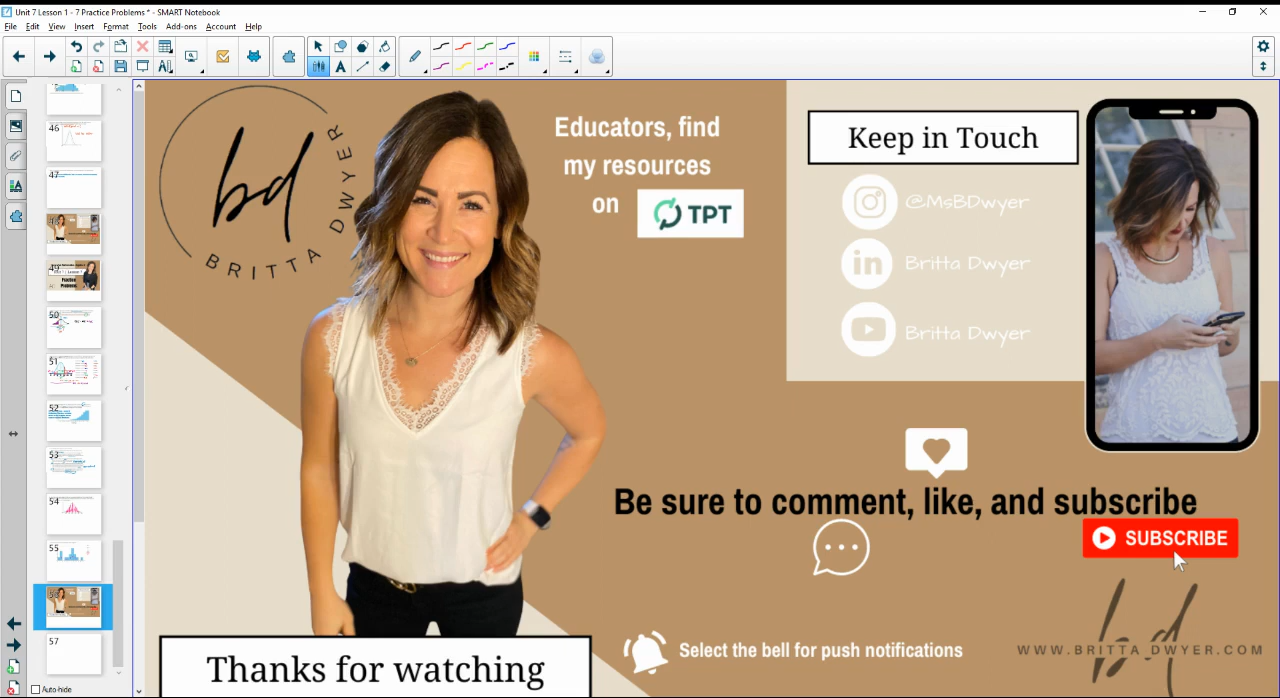 Unit 7 Lesson 1 - 7 Practice Problems * - SMART Notebook
File Edit View Insert Format Tools Add-ons Account Help
46
47
49
50
51
52
53
54
55
57
Auto-hide
bd
BRITTA DWYER
Educators, find
my resources
on TPT
Keep in Touch
@MsBDwyer
in Britta Dwyer
Britta Dwyer
Be sure to comment, like, and subscribe
SUBSCRIBE
Select the bell for push notifications
bd
WWW.BRITTADWYER.COM
Thanks for watching